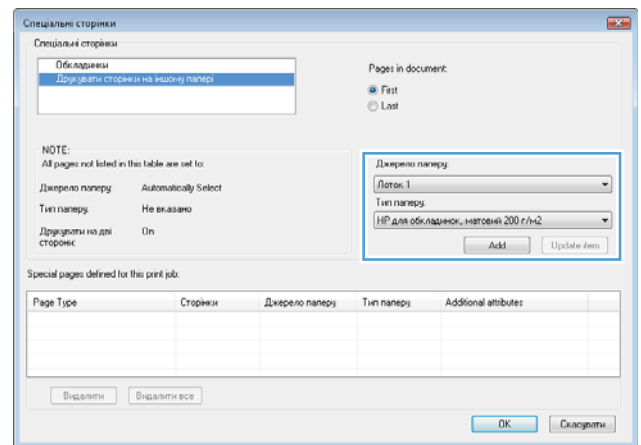 Спеціальні сторінки
Спеціальні сторінки
Обкладинки
Друкувати сторінки на іншому папері
Pages in document:
First
Last
NOTE:
All pages not listed in this table are set to:
Джерело паперу: Automatically Select
Тип паперу: Не вказано
Друкувати на дві сторони: On
Джерело паперу:
Лоток 1
Тип паперу:
HP для обкладинок, матовий 200 г/м2
Add Update item
Special pages defined for this print job:
Page Type Сторінки Джерело паперу Тип паперу Additional attributes
Видалити Видалити все
OK Скасувати